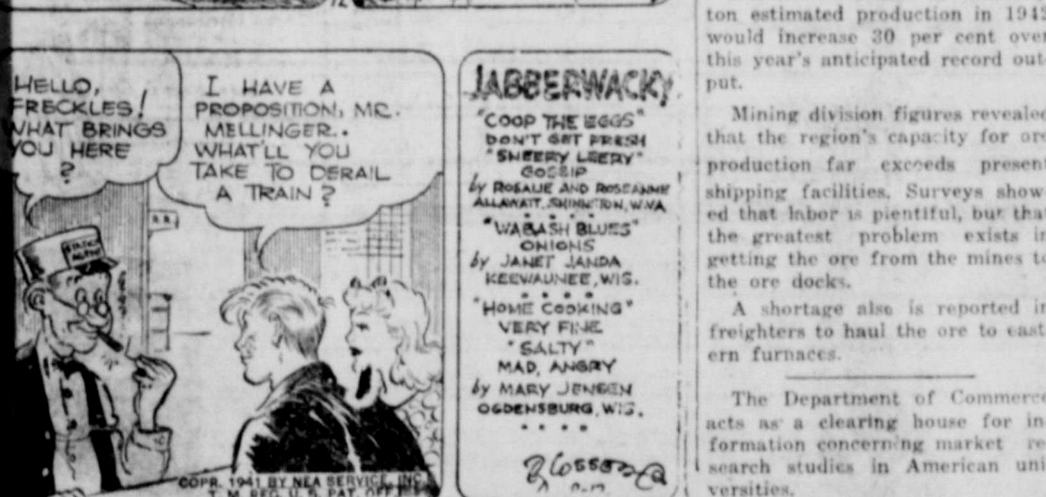 HELLO,
FRECKLES!
WHAT BRINGS
YOU HERE
?
I HAVE A
PROPOSITION, MR.
MELLINGER..
WHAT'LL YOU
TAKE TO DERAIL
A TRAIN?
COPR. 1941 BY NEA SERVICE, INC.
T. M. REG. U. S. PAT. OFF.
JABBERWACKY
"COOP THE EGGS"
DON'T GET FRESH
"SNEERY LEERY"
GOSSIP
by ROSALIE AND ROSEANNE
ALLAWATT, SHINNSTON, W.VA
"WABASH BLUES"
ONIONS
by JANET JANDA
KEEWAUNEE, WIS.
"HOME COOKING"
VERY FINE
"SALTY"
MAD, ANGRY
by MARY JENSEN
OGDENSBURG, WIS.
Blosser
ton estimated production in 1942
would increase 30 per cent over
this year's anticipated record out-
put.
Mining division figures revealed
that the region's capacity for ore
production far exceeds present
shipping facilities. Surveys show-
ed that labor is plentiful, but that
the greatest problem exists in
getting the ore from the mines to
the ore docks.
A shortage also is reported in
freighters to haul the ore to east-
ern furnaces.
The Department of Commerce
acts as a clearing house for in-
formation concerning market re-
search studies in American uni-
versities.